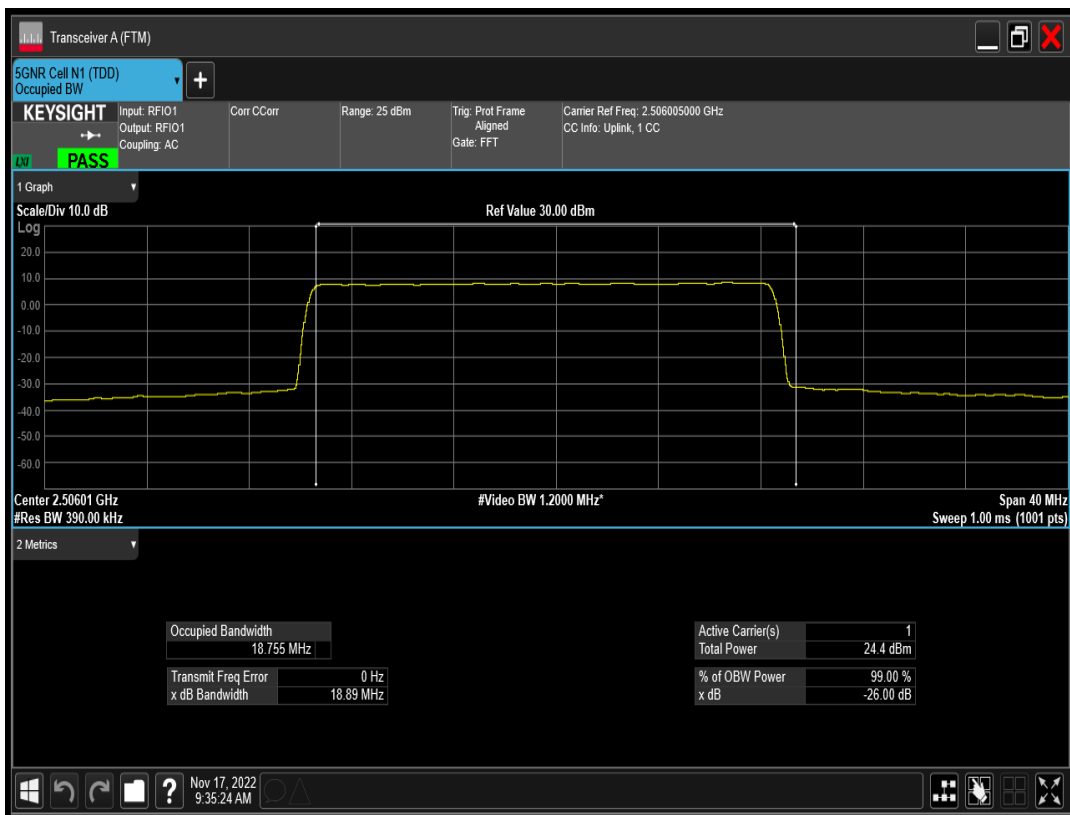 Transceiver A (FTM)
5GNR Cell N1 (TDD)
Occupied BW
+
KEYSIGHT
LXI
PASS
Input: RFIO1
Output: RFIO1
Coupling: AC
Corr CCorr
Range: 25 dBm
Trig: Prot Frame
Aligned
Gate: FFT
Carrier Ref Freq: 2.506005000 GHz
CC Info: Uplink, 1 CC
1 Graph
Scale/Div 10.0 dB
Ref Value 30.00 dBm
Log
20.0
10.0
0.00
-10.0
-20.0
-30.0
-40.0
-50.0
-60.0
Center 2.50601 GHz
#Video BW 1.2000 MHz*
Span 40 MHz
#Res BW 390.00 kHz
Sweep 1.00 ms (1001 pts)
2 Metrics
Occupied Bandwidth
18.755 MHz
Transmit Freq Error 0 Hz
x dB Bandwidth 18.89 MHz
Active Carrier(s) 1
Total Power 24.4 dBm
% of OBW Power 99.00 %
x dB -26.00 dB
?
Nov 17, 2022
9:35:24 AM